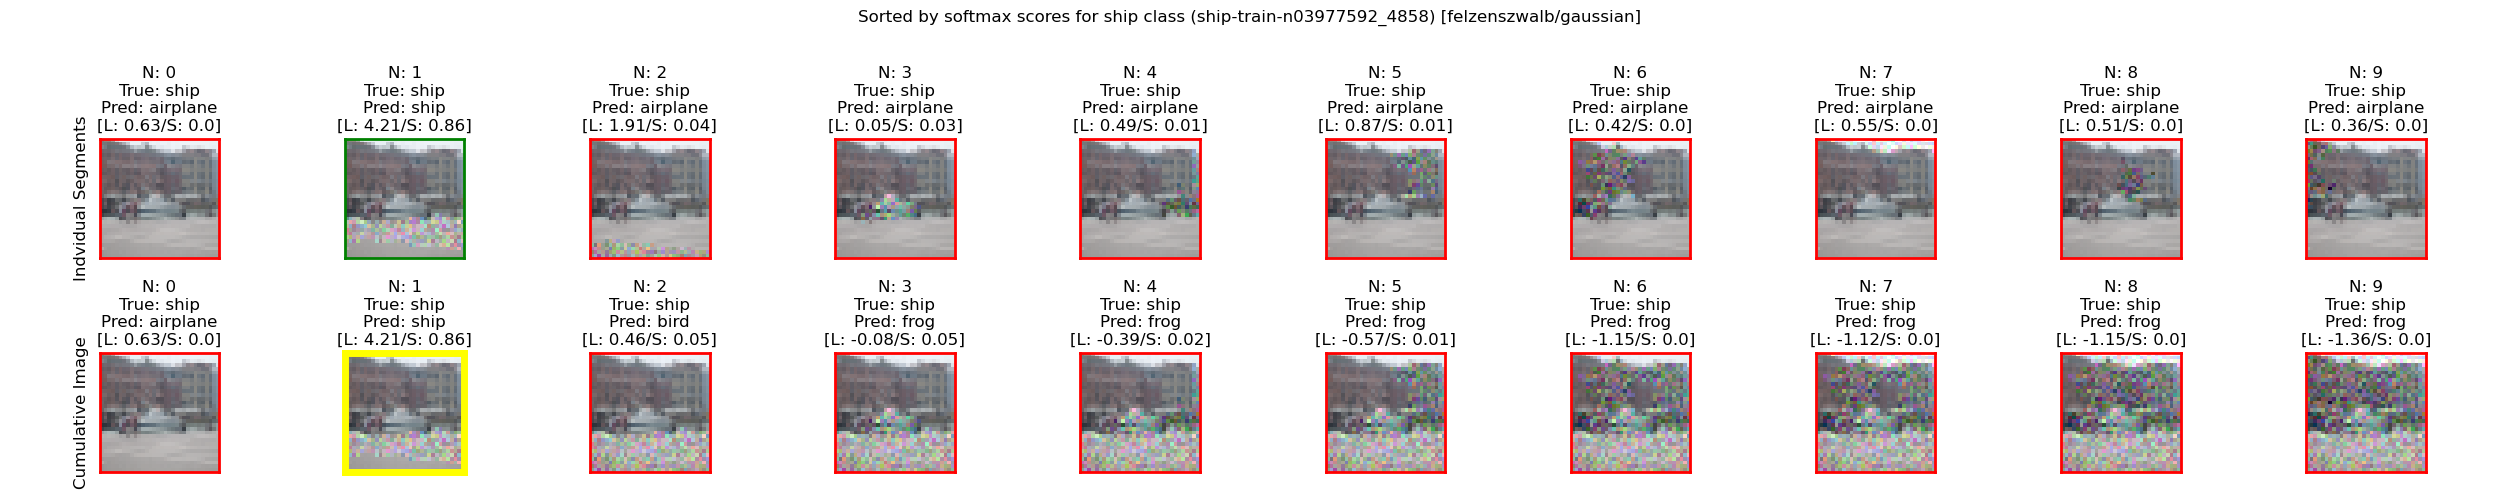 Sorted by softmax scores for ship class (ship-train-n03977592_4858) [felzenszwalb/gaussian]
Indvidual Segments
N: 0
True: ship
Pred: airplane
[L: 0.63/S: 0.0]
N: 1
True: ship
Pred: ship
[L: 4.21/S: 0.86]
N: 2
True: ship
Pred: airplane
[L: 1.91/S: 0.04]
N: 3
True: ship
Pred: airplane
[L: 0.05/S: 0.03]
N: 4
True: ship
Pred: airplane
[L: 0.49/S: 0.01]
N: 5
True: ship
Pred: airplane
[L: 0.87/S: 0.01]
N: 6
True: ship
Pred: airplane
[L: 0.42/S: 0.0]
N: 7
True: ship
Pred: airplane
[L: 0.55/S: 0.0]
N: 8
True: ship
Pred: airplane
[L: 0.51/S: 0.0]
N: 9
True: ship
Pred: airplane
[L: 0.36/S: 0.0]
Cumulative Image
N: 0
True: ship
Pred: airplane
[L: 0.63/S: 0.0]
N: 1
True: ship
Pred: ship
[L: 4.21/S: 0.86]
N: 2
True: ship
Pred: bird
[L: 0.46/S: 0.05]
N: 3
True: ship
Pred: frog
[L: -0.08/S: 0.05]
N: 4
True: ship
Pred: frog
[L: -0.39/S: 0.02]
N: 5
True: ship
Pred: frog
[L: -0.57/S: 0.01]
N: 6
True: ship
Pred: frog
[L: -1.15/S: 0.0]
N: 7
True: ship
Pred: frog
[L: -1.12/S: 0.0]
N: 8
True: ship
Pred: frog
[L: -1.15/S: 0.0]
N: 9
True: ship
Pred: frog
[L: -1.36/S: 0.0]